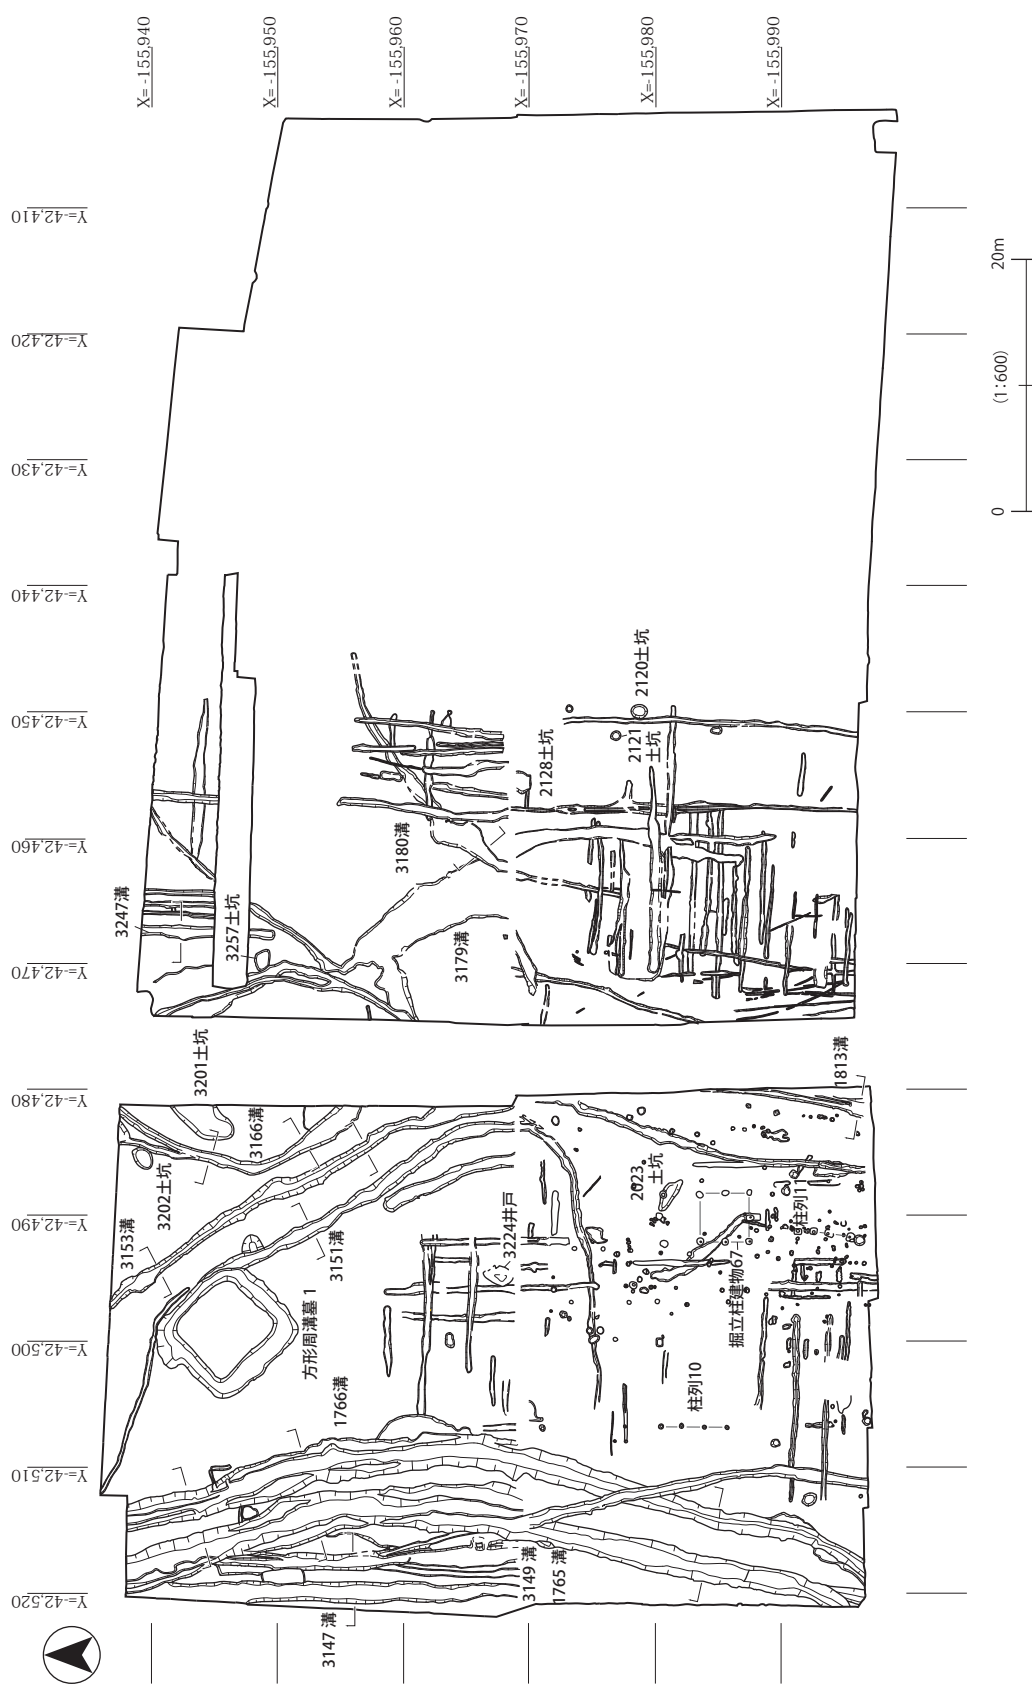 X= -155,940
X= -155,950
X= -155,960
X= -155,970
X= -155,980
X= -155,990
Y=-42,410
Y=-42,420
Y=-42,430
Y=-42,440
Y=-42,450
Y=-42,460
Y=-42,470
Y=-42,480
Y=-42,490
Y=-42,500
Y=-42,510
Y=-42,520
0
(1:600)
20m
2120土坑
2121
土坑
2128土坑
3180溝
3247溝
3257土坑
3179溝
3201土坑
1813溝
3166溝
3202土坑
2023
土坑
柱列11
3153溝
3151溝
3224井戸
掘立柱建物67
方形周溝墓 1
柱列10
1766溝
3149 溝
1765 溝
3147 溝